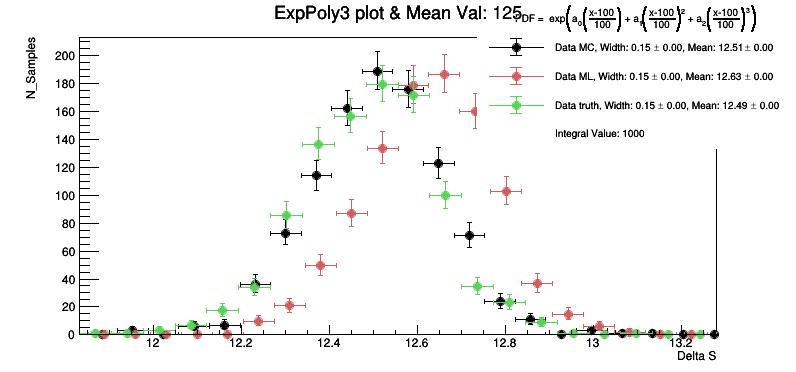 ExpPoly3 plot & Mean Val: 125
PDF = exp(a0(x-100/100) + a1(x-100/100)^2 + a2(x-100/100)^3)
Data MC, Width: 0.15 ± 0.00, Mean: 12.51 ± 0.00
Data ML, Width: 0.15 ± 0.00, Mean: 12.63 ± 0.00
Data truth, Width: 0.15 ± 0.00, Mean: 12.49 ± 0.00
Integral Value: 1000
N_Samples
200
180
160
140
120
100
80
60
40
20
0
12 12.2 12.4 12.6 12.8 13 13.2
Delta S